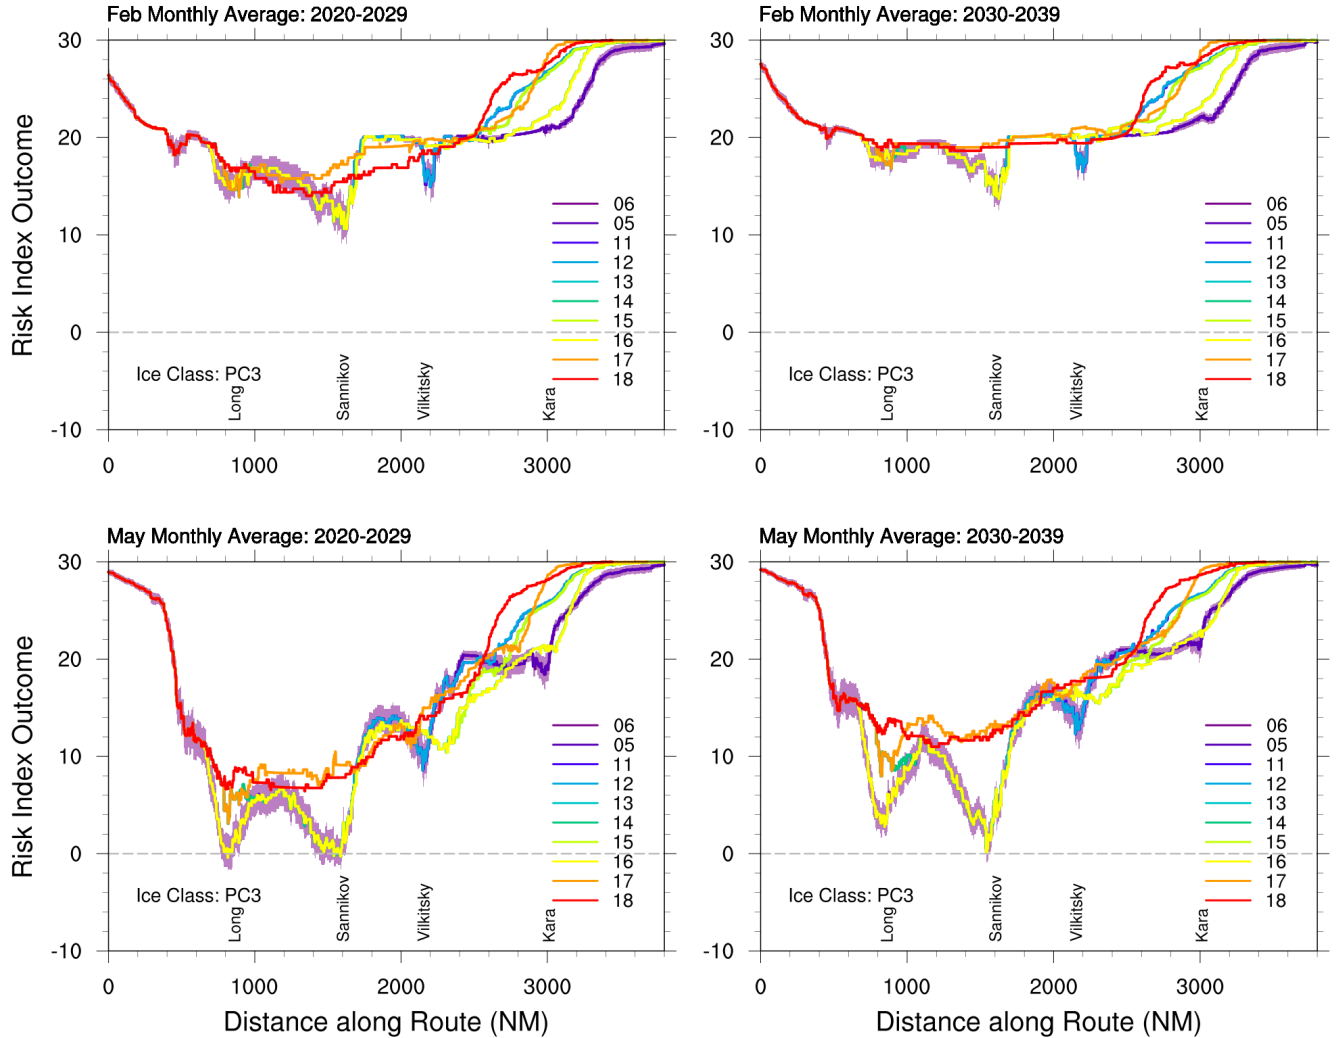 Feb Monthly Average: 2020-2029
30
20
10
0
-10
Risk Index Outcome
06
05
11
12
13
14
15
16
17
18
Ice Class: PC3
Long
Sannikov
Vilkitsky
Kara
0
1000
2000
3000
Feb Monthly Average: 2030-2039
06
05
11
12
13
14
15
16
17
18
Ice Class: PC3
Long
Sannikov
Vilkitsky
Kara
30
20
10
0
-10
0
1000
2000
3000
May Monthly Average: 2020-2029
30
20
10
0
-10
Risk Index Outcome
06
05
11
12
13
14
15
16
17
18
Ice Class: PC3
Long
Sannikov
Vilkitsky
Kara
0
1000
2000
3000
Distance along Route (NM)
May Monthly Average: 2030-2039
30
20
10
0
-10
06
05
11
12
13
14
15
16
17
18
Ice Class: PC3
Long
Sannikov
Vilkitsky
Kara
0
1000
2000
3000
Distance along Route (NM)